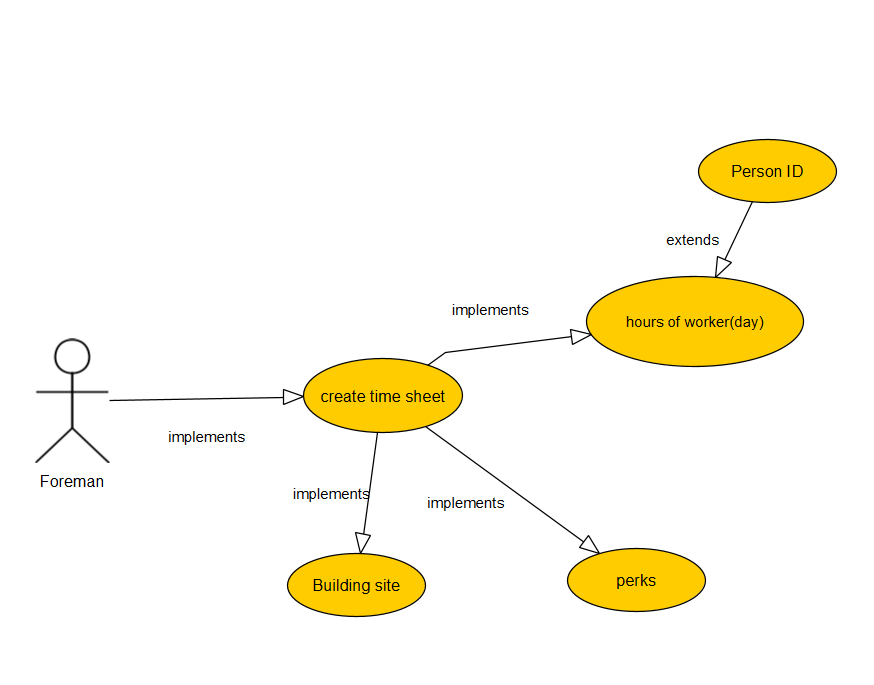 Person ID
extends
implements
hours of worker(day)
create time sheet
implements
Foreman
implements
implements
Building site
perks